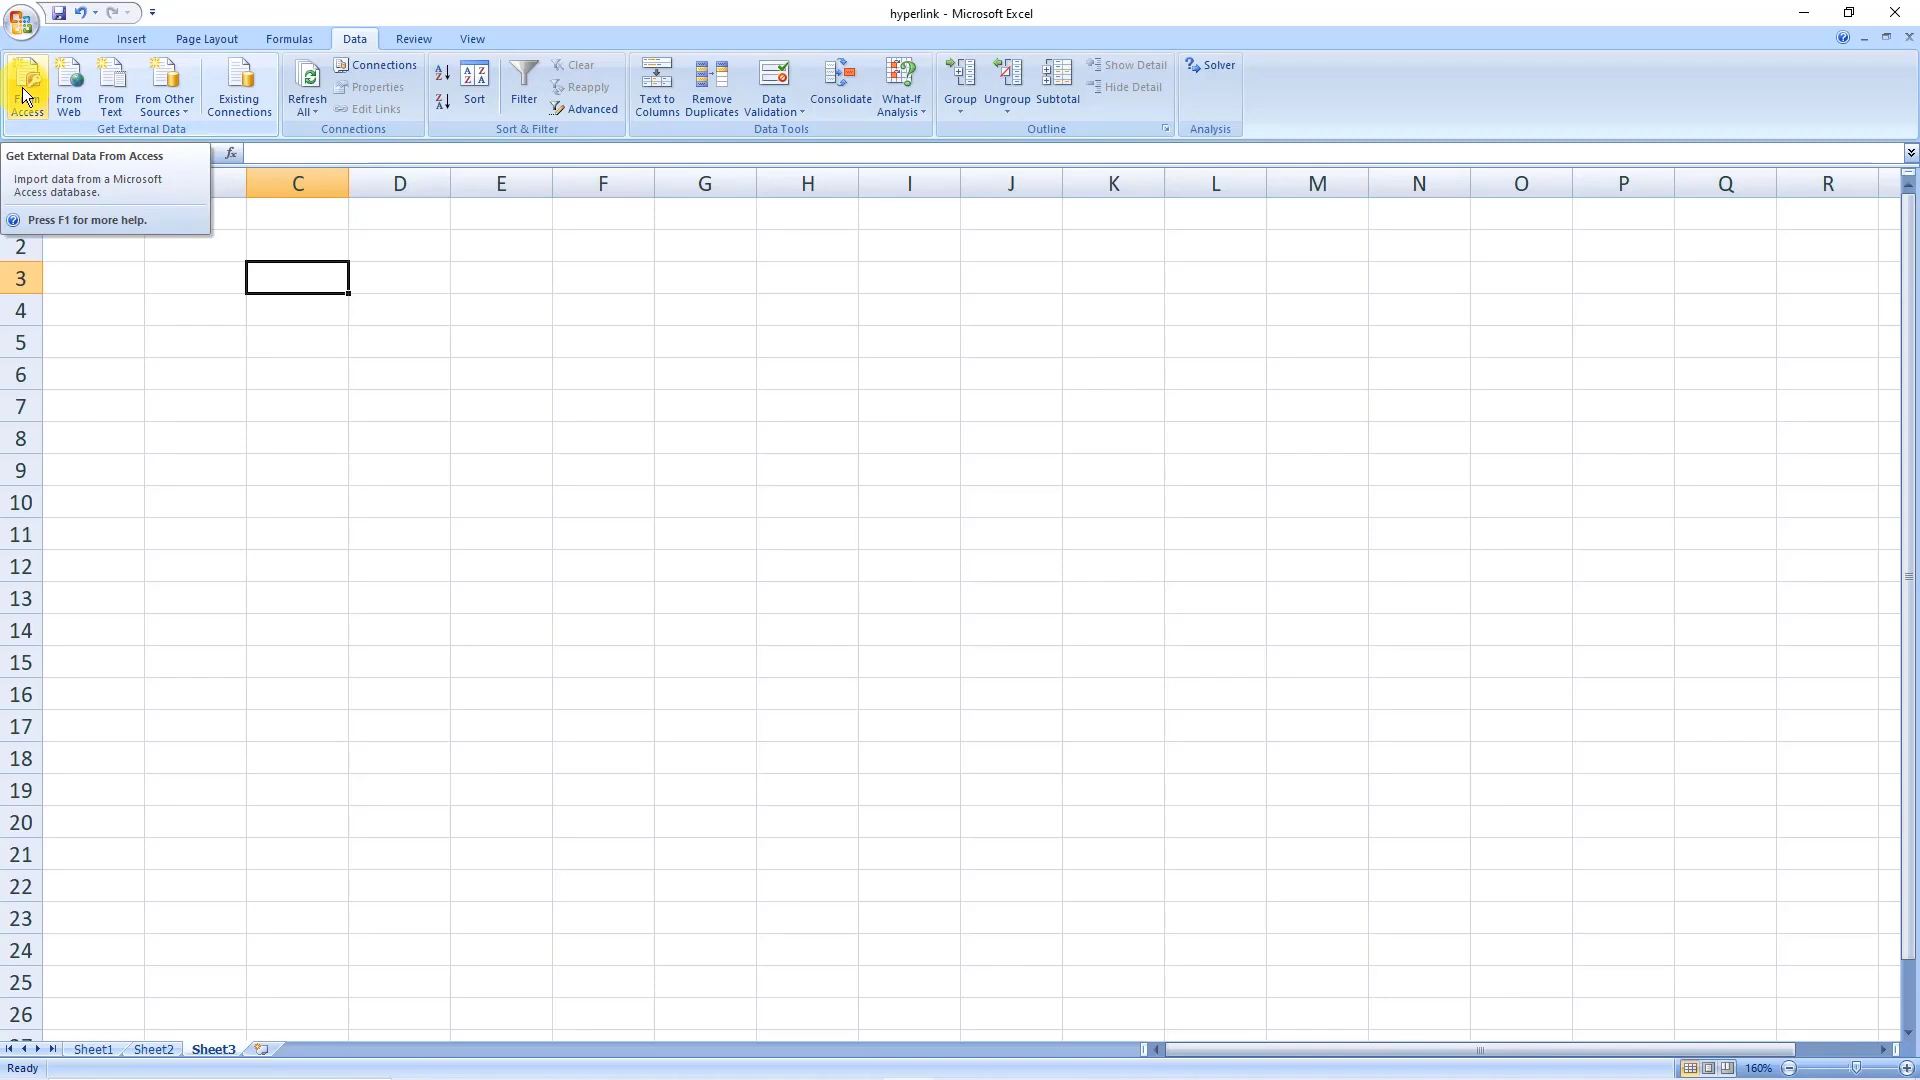 hyperlink - Microsoft Excel
Home Insert Page Layout Formulas Data Review View
From Access
From Web
From Text
From Other Sources
Existing Connections
Get External Data
Refresh All
Connections
Properties
Edit Links
Connections
Sort
Filter
Clear
Reapply
Advanced
Sort & Filter
Text to Columns
Remove Duplicates
Data Validation
Consolidate
What-If Analysis
Data Tools
Group
Ungroup
Subtotal
Show Detail
Hide Detail
Outline
Solver
Analysis
Get External Data From Access
Import data from a Microsoft
Access database.
Press F1 for more help.
fx
C D E F G H I J K L M N O P Q R
2
3
4
5
6
7
8
9
10
11
12
13
14
15
16
17
18
19
20
21
22
23
24
25
26
Sheet1 Sheet2 Sheet3
Ready
160%